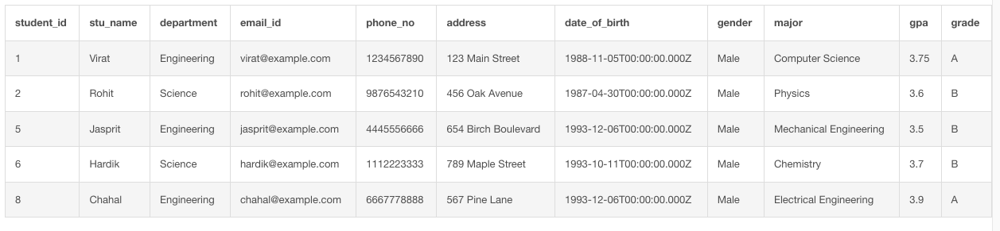 student_id stu_name department email_id phone_no address date_of_birth gender major gpa grade
1 Virat Engineering virat@example.com 1234567890 123 Main Street 1988-11-05T00:00:00.000Z Male Computer Science 3.75 A
2 Rohit Science rohit@example.com 9876543210 456 Oak Avenue 1987-04-30T00:00:00.000Z Male Physics 3.6 B
5 Jasprit Engineering jasprit@example.com 4445556666 654 Birch Boulevard 1993-12-06T00:00:00.000Z Male Mechanical Engineering 3.5 B
6 Hardik Science hardik@example.com 1112223333 789 Maple Street 1993-10-11T00:00:00.000Z Male Chemistry 3.7 B
8 Chahal Engineering chahal@example.com 6667778888 567 Pine Lane 1993-12-06T00:00:00.000Z Male Electrical Engineering 3.9 A